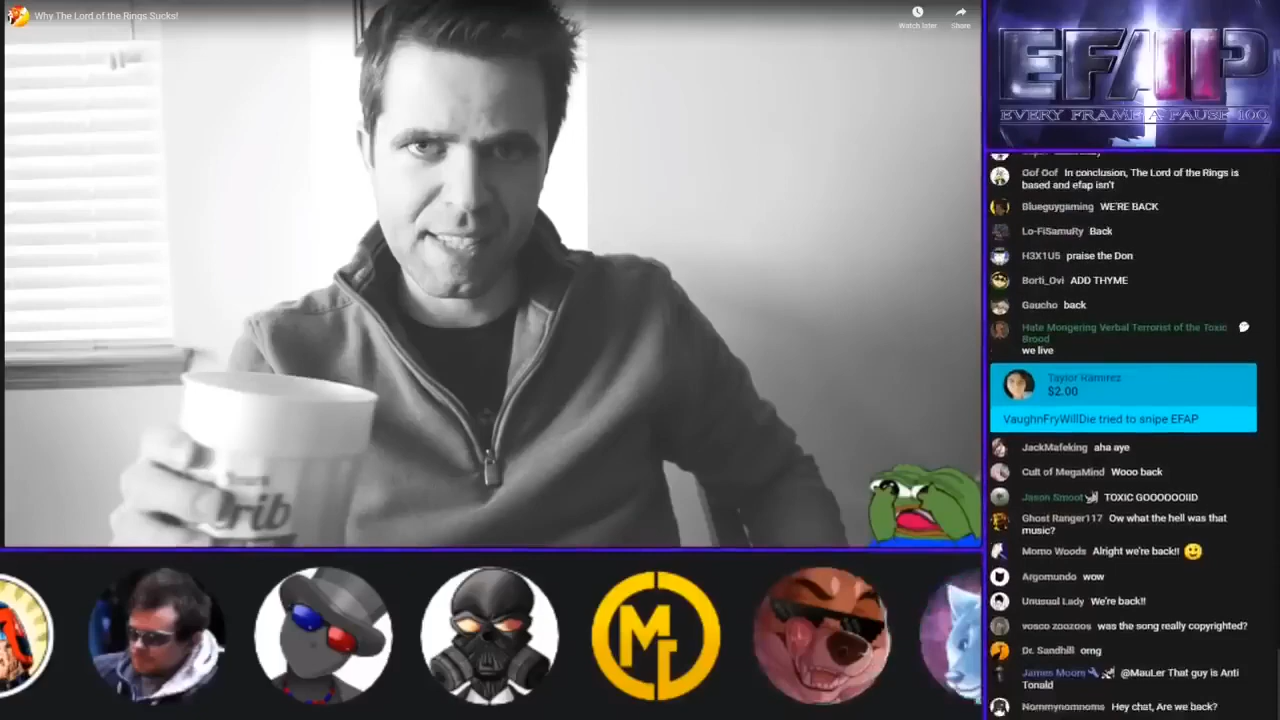 Why The Lord of the Rings Sucks!
Watch later
Share
Crib
EFAP
EVERY FRAME A PAUSE 100
Gof Gof In conclusion, The Lord of the Rings is
based and efap isn't
Blueguygaming WE'RE BACK
Lo-FiSamuRy Back
H3X1U5 praise the Don
Borti_Ovi ADD THYME
Gaucho back
Hate Mongering Verbal Terrorist of the Toxic
Brood
we live
Taylor Ramirez
$2.00
VaughnFryWillDie tried to snipe EFAP
JackMafeking aha aye
Cult of MegaMind Wooo back
Jason Smoot TOXIC GOOOOOIID
Ghost Ranger117 Ow what the hell was that
music?
Momo Woods Alright we're back!!
Argomundo wow
Unusual Lady We're back!!
vosco zoozoos was the song really copyrighted?
Dr. Sandhill omg
James Moorn @MauLer That guy is Anti
Tonald
Nommynomnoms Hey chat, Are we back?
M